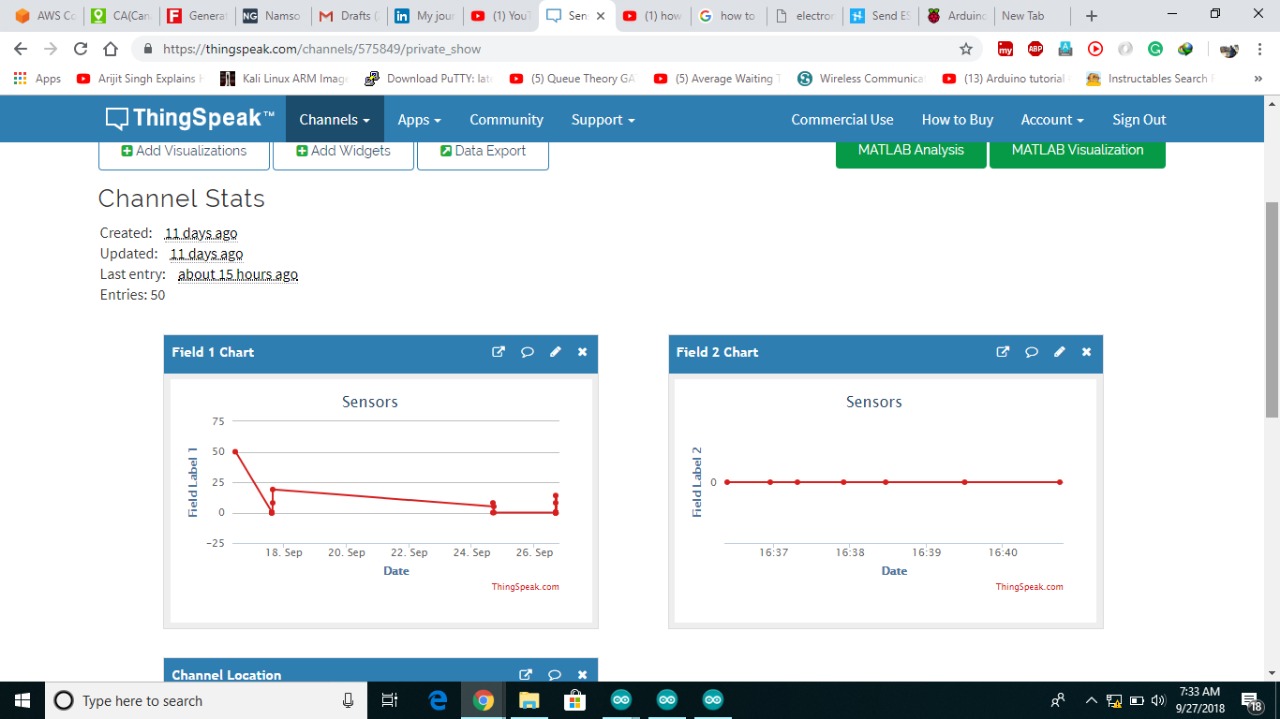 AWS Co
CA(Can
Generat
Namso
Drafts (
My jour
(1) YouT
Sen
(1) how
how to
electron
Send ES
Arduino
New Tab
https://thingspeak.com/channels/575849/private_show
Apps
Arijit Singh Explains
Kali Linux ARM Image
Download PuTTY: late
(5) Queue Theory GA
(5) Average Waiting T
Wireless Communicat
(13) Arduino tutorial
Instructables Search F
»
ThingSpeak™
Channels
Apps
Community
Support
Commercial Use
How to Buy
Account
Sign Out
Add Visualizations
Add Widgets
Data Export
MATLAB Analysis
MATLAB Visualization
Channel Stats
Created: 11 days ago
Updated: 11 days ago
Last entry: about 15 hours ago
Entries: 50
Field 1 Chart
Sensors
75
50
25
0
-25
Field Label 1
18. Sep
20. Sep
22. Sep
24. Sep
26. Sep
Date
ThingSpeak.com
Field 2 Chart
Sensors
0
Field Label 2
16:37
16:38
16:39
16:40
Date
ThingSpeak.com
Channel Location
Type here to search
7:33 AM
9/27/2018
18